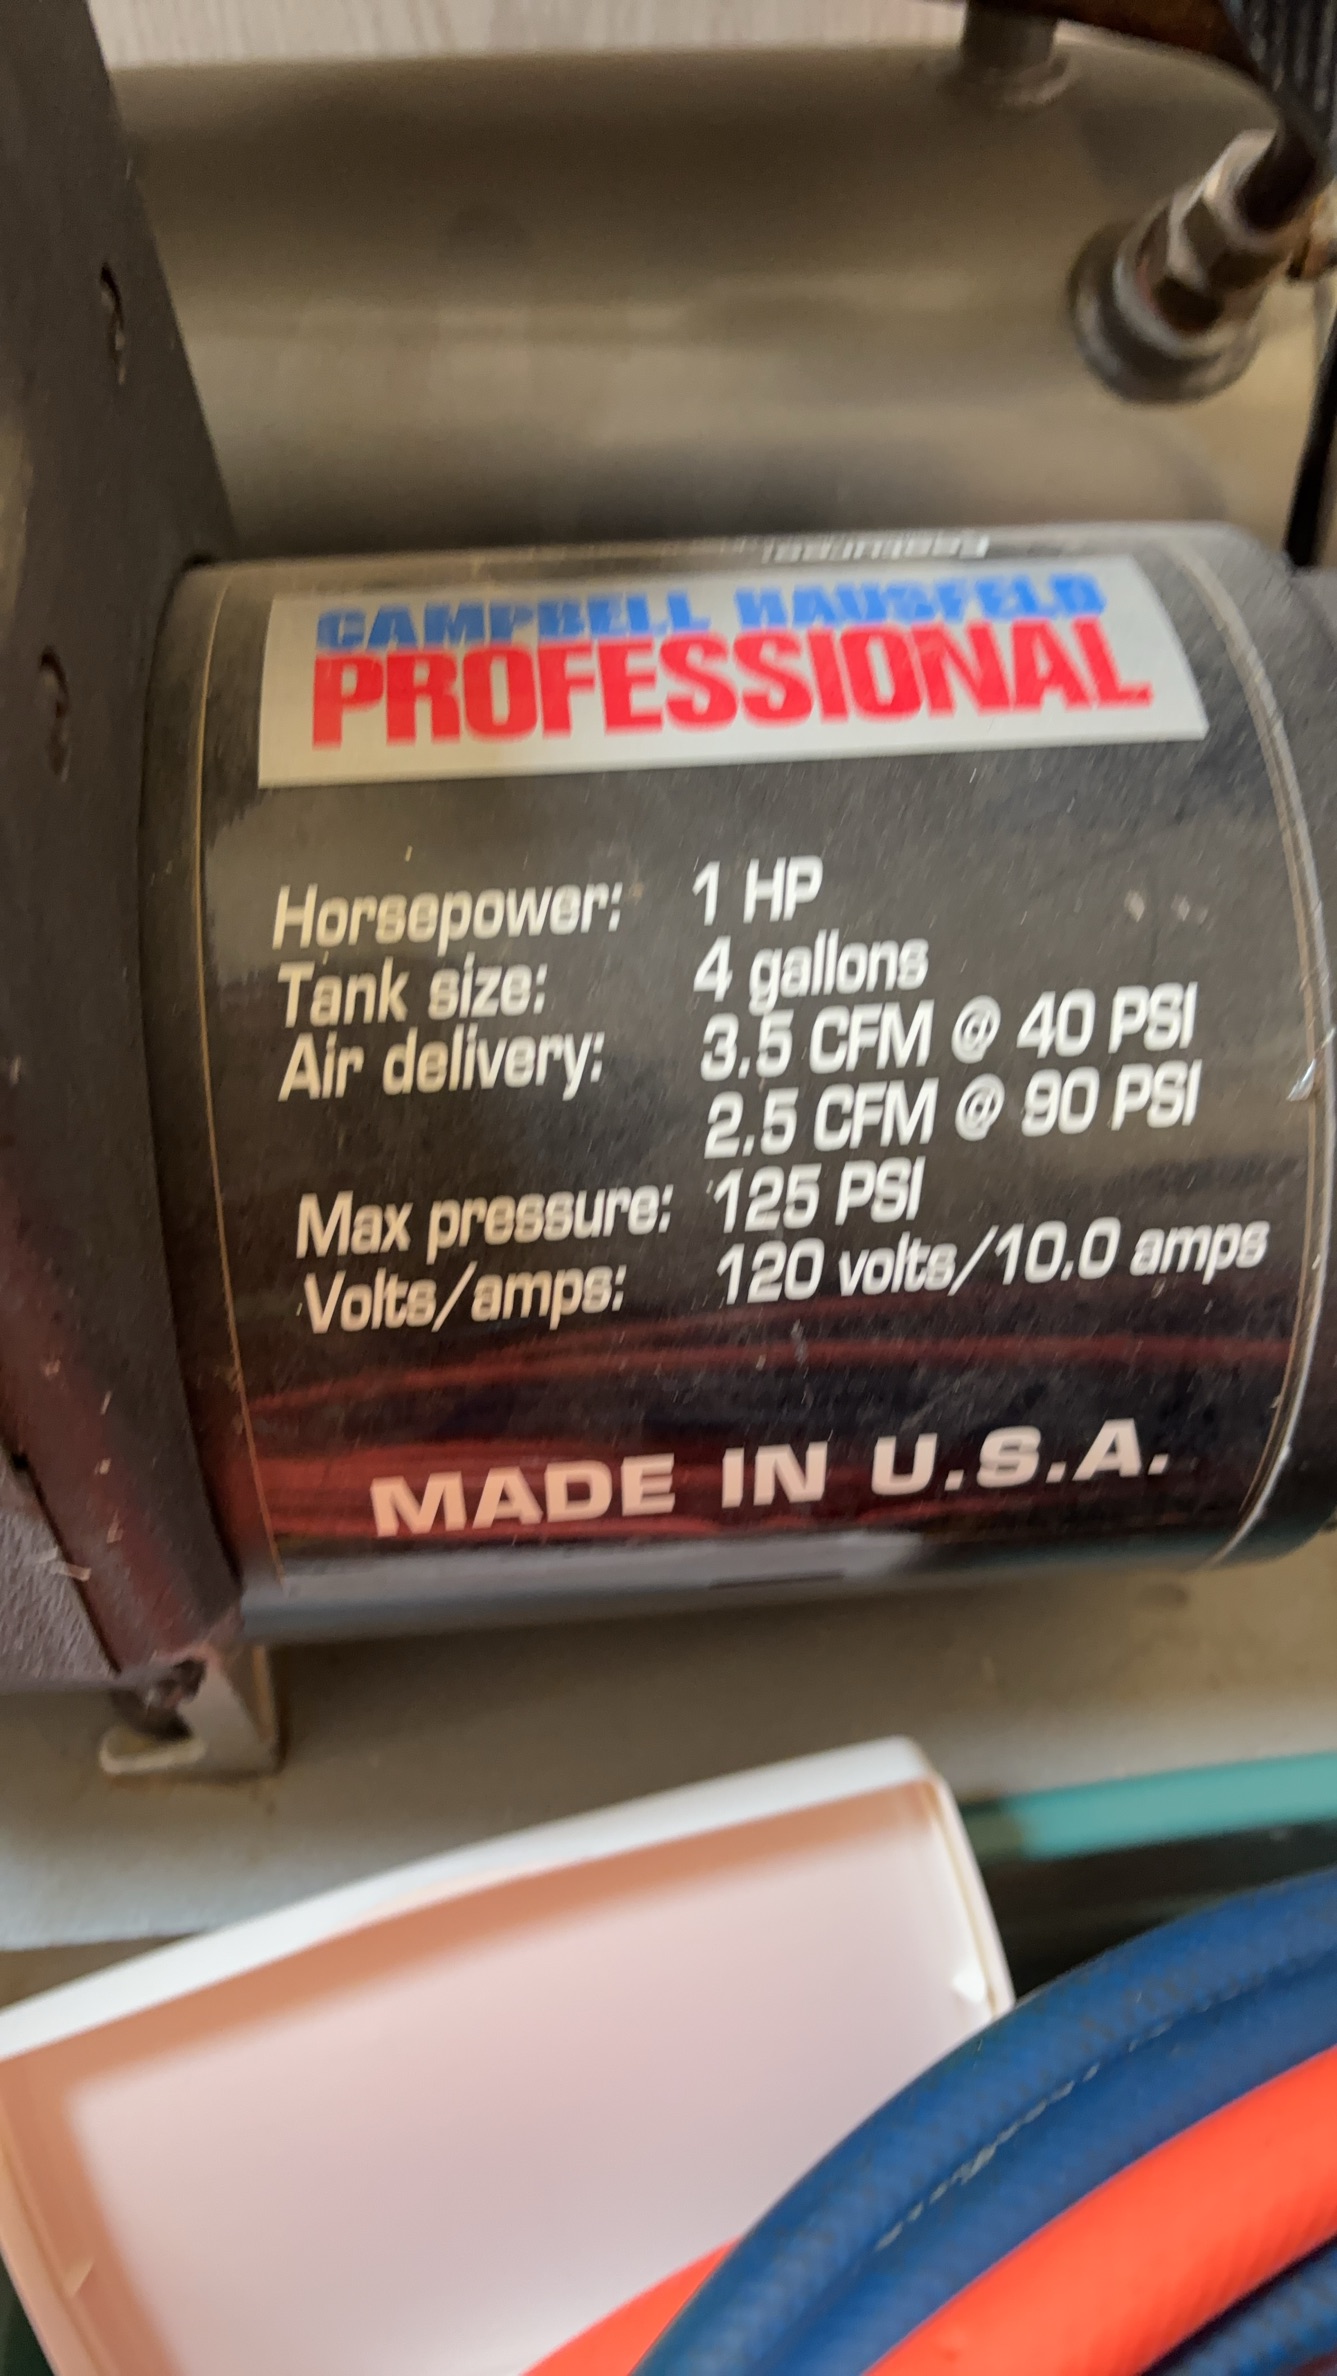 CAMPBELL HAUSFELD
PROFESSIONAL
Horsepower: 1 HP
Tank size: 4 gallons
Air delivery: 3.5 CFM @ 40 PSI
2.5 CFM @ 90 PSI
Max pressure: 125 PSI
Volts/amps: 120 volts/10.0 amps
MADE IN U.S.A.